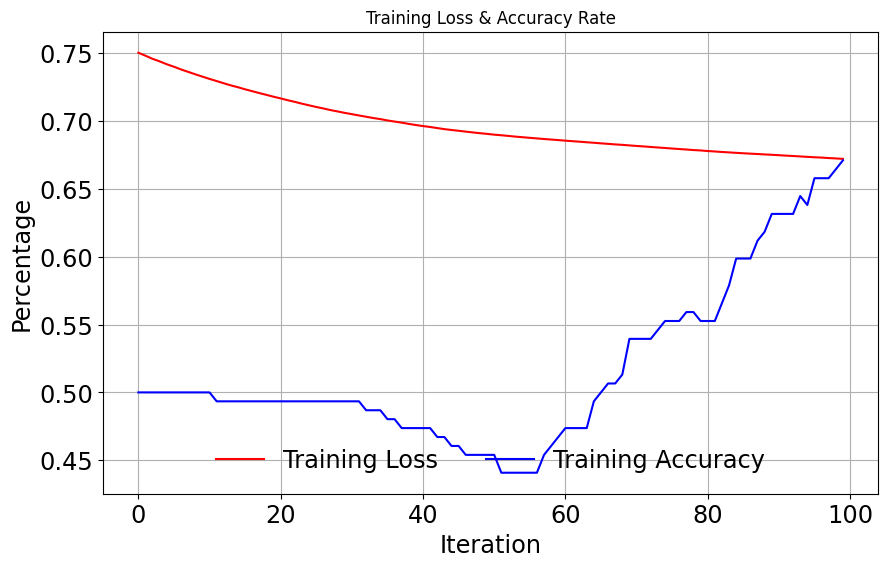 Training Loss & Accuracy Rate
0.75
0.70
0.65
0.60
0.55
0.50
0.45
Percentage
Training Loss Training Accuracy
0 20 40 60 80 100
Iteration